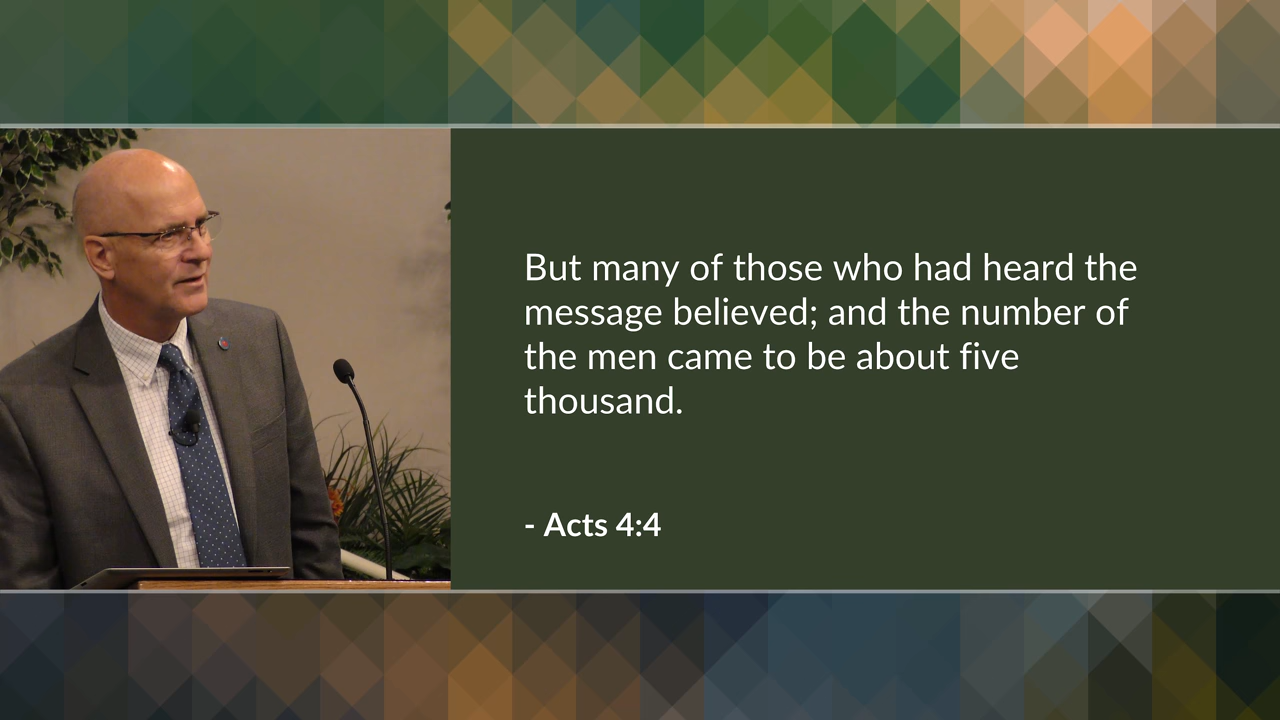 But many of those who had heard the
message believed; and the number of
the men came to be about five
thousand.
- Acts 4:4